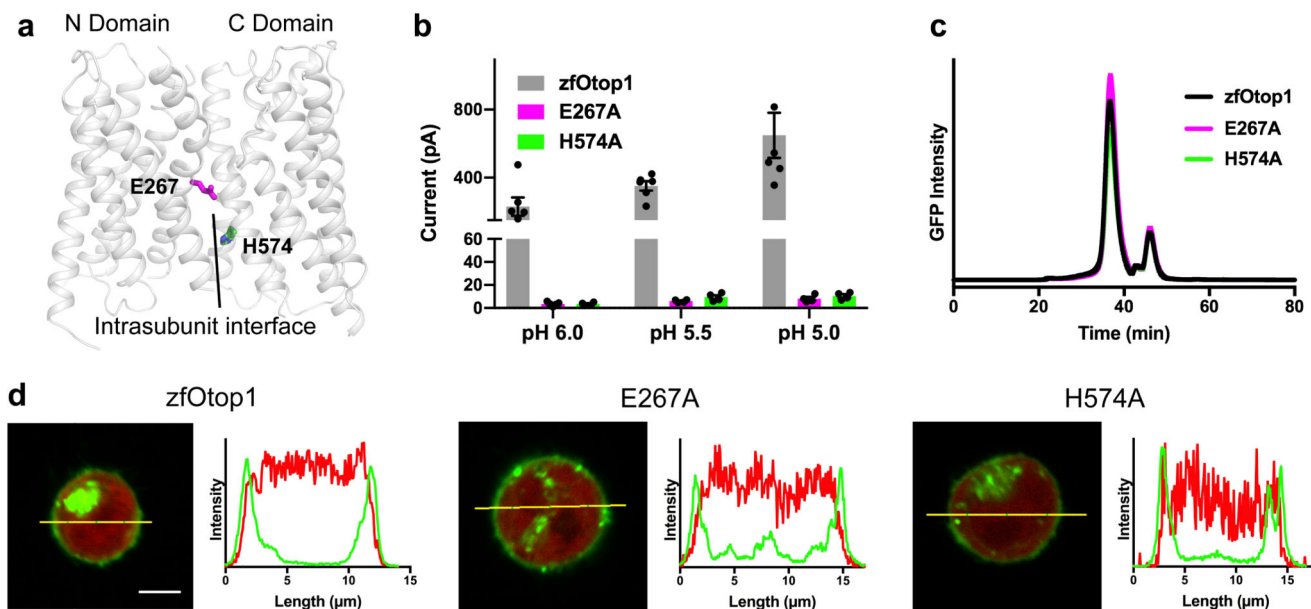 a
N Domain C Domain
E267
H574
Intrasubunit interface
b
Current (pA)
800
400
60
40
20
0
zfOtop1
E267A
H574A
pH 6.0 pH 5.5 pH 5.0
c
GFP Intensity
zfOtop1
E267A
H574A
0 20 40 60 80
Time (min)
d
zfOtop1
Intensity
0 5 10 15
Length (µm)
E267A
Intensity
0 5 10 15
Length (µm)
H574A
Intensity
0 5 10 15
Length (µm)